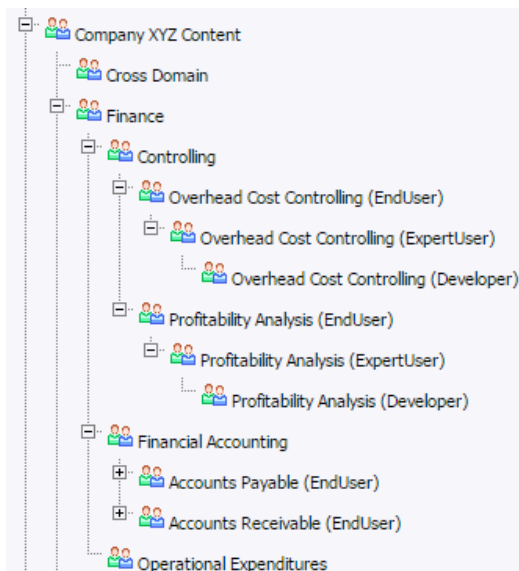 Company XYZ Content
Cross Domain
Finance
Controlling
Overhead Cost Controlling (EndUser)
Overhead Cost Controlling (ExpertUser)
Overhead Cost Controlling (Developer)
Profitability Analysis (EndUser)
Profitability Analysis (ExpertUser)
Profitability Analysis (Developer)
Financial Accounting
Accounts Payable (EndUser)
Accounts Receivable (EndUser)
Operational Expenditures